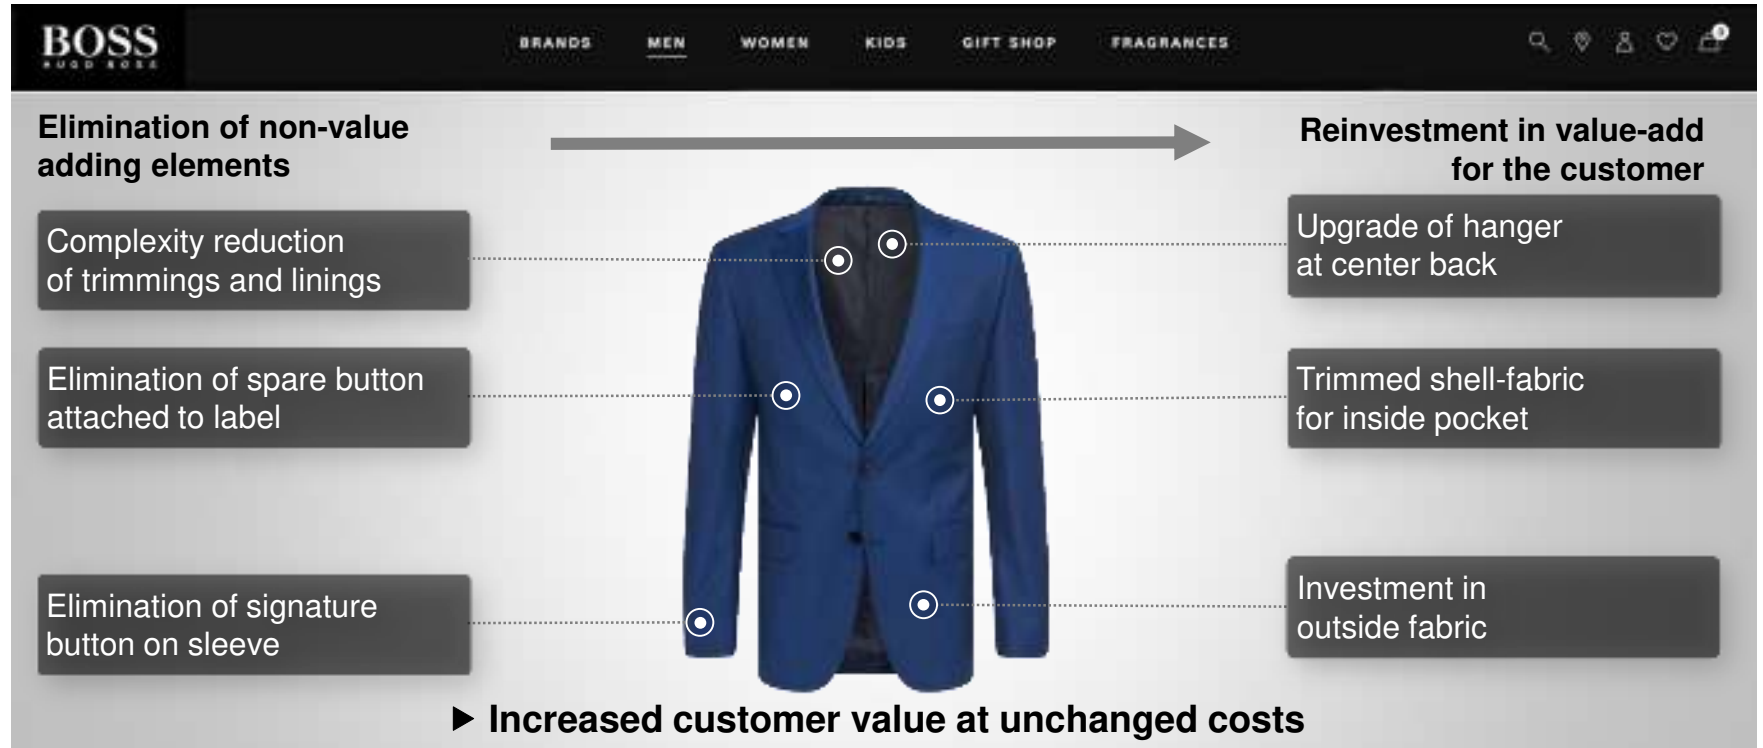 BOSS
HUGO BOSS
BRANDS MEN WOMEN KIDS GIFT SHOP FRAGRANCES
0
Elimination of non-value
adding elements
Reinvestment in value-add
for the customer
Complexity reduction
of trimmings and linings
Upgrade of hanger
at center back
Elimination of spare button
attached to label
Trimmed shell-fabric
for inside pocket
Elimination of signature
button on sleeve
Investment in
outside fabric
Increased customer value at unchanged costs